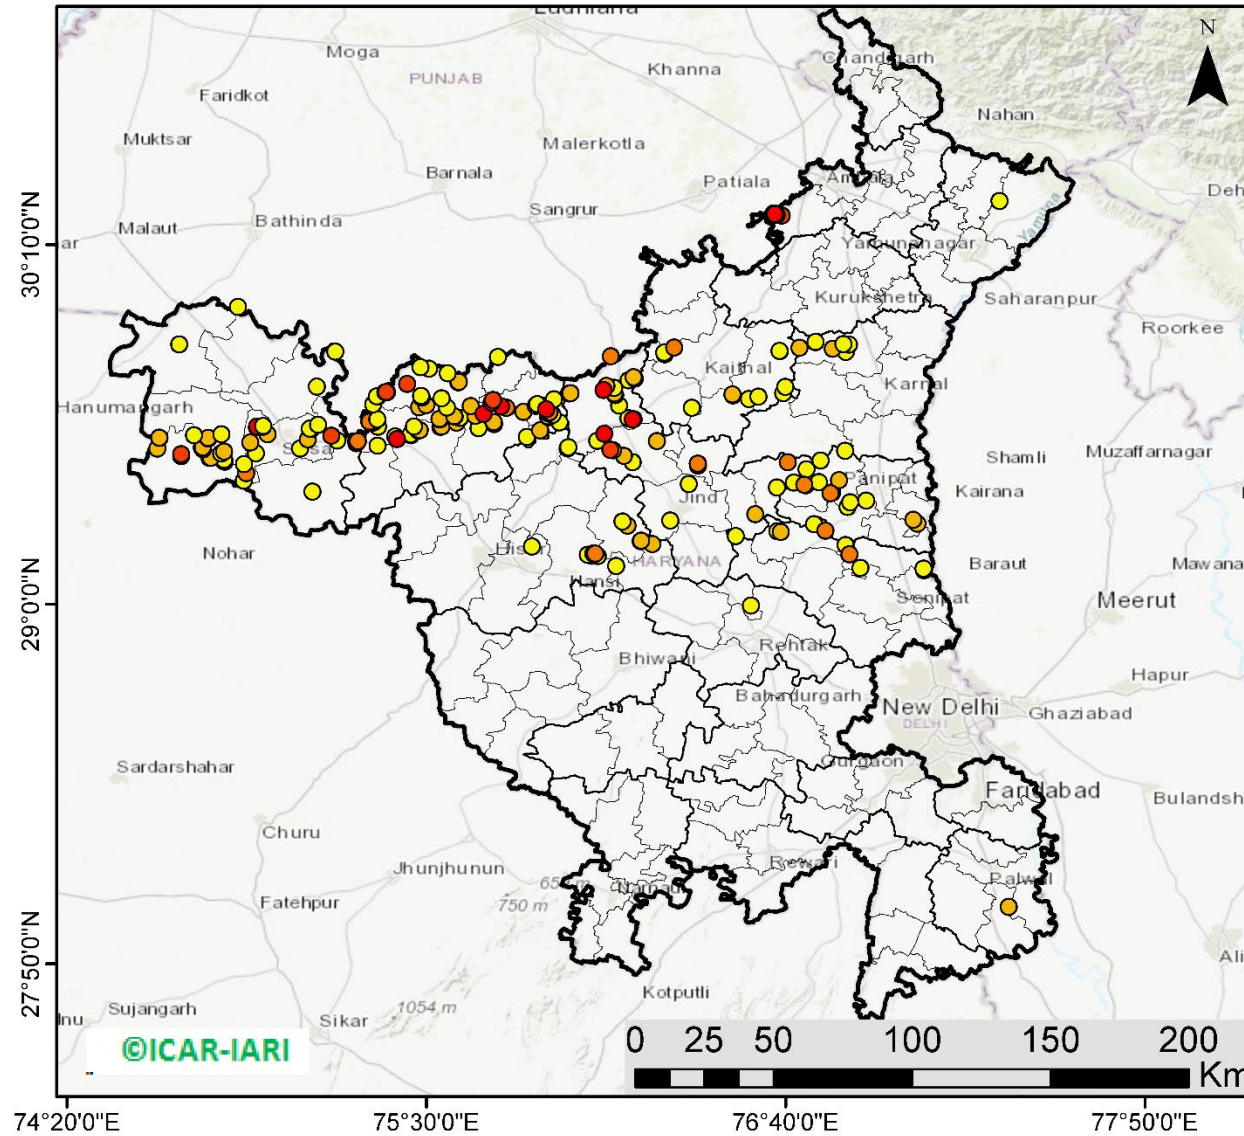 Ludhiana
N
Moga
PUNJAB
Khanna
Chandigarh
Faridkot
Nahan
Muktsar
Malerkotla
Barnala
Patiala
Ambala
Sangrur
Bathinda
Malaut
Yamuna
Yamunanagar
30°10'0"N
Kurukshetra
Saharanpur
Roorkee
Kaithal
Karnal
Hanumangarh
Sirsa
Muzaffarnagar
Shamli
Panipat
Kairana
Jind
Nohar
Hisar
HARYANA
Baraut
Mawana
Hansi
Sonipat
Meerut
29°0'0"N
Rohtak
Bhiwani
Hapur
Bahadurgarh
New Delhi
DELHI
Ghaziabad
Gurgaon
Sardarshahar
Faridabad
Bulandsh
Churu
Jhunjhunun
Rewari
Palwal
Narnaul
750 m
Fatehpur
27°50'0"N
Kotputli
Sujangarh
1054 m
Sikar
©ICAR-IARI
0 25 50 100 150 200
Km
74°20'0"E 75°30'0"E 76°40'0"E 77°50'0"E